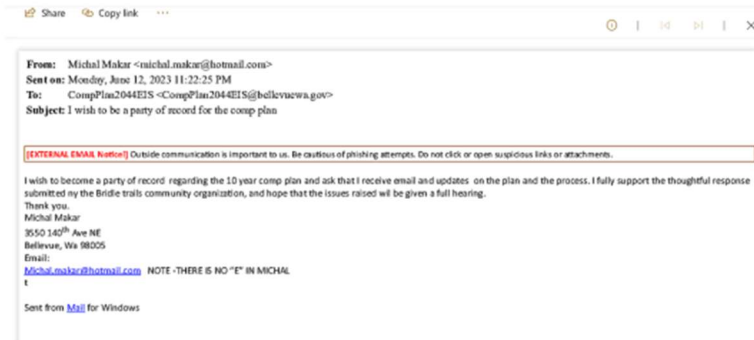 Share Copy link ...
From: Michal Makar <michal.makar@hotmail.com>
Sent on: Monday, June 12, 2023 11:22:25 PM
To: CompPlan2044EIS <CompPlan2044EIS@bellevuewa.gov>
Subject: I wish to be a party of record for the comp plan
[EXTERNAL EMAIL Notice!] Outside communication is important to us. Be cautious of phishing attempts. Do not click or open suspicious links or attachments.
I wish to become a party of record regarding the 10 year comp plan and ask that I receive email and updates on the plan and the process. I fully support the thoughtful response
submitted my the Bridle trails community organization, and hope that the issues raised wil be given a full hearing.
Thank you.
Michal Makar
3550 140th Ave NE
Bellevue, Wa 98005
Email:
Michal.makar@hotmail.com NOTE -THERE IS NO "E" IN MICHAL
t
Sent from Mail for Windows